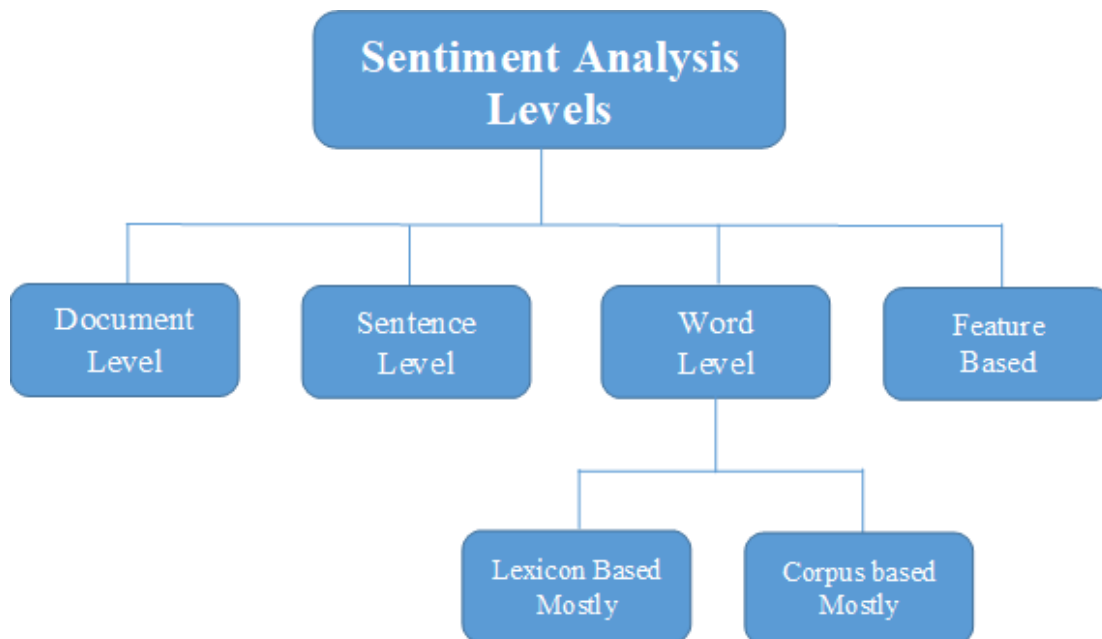 Sentiment Analysis
Levels
Document
Level
Sentence
Level
Word
Level
Feature
Based
Lexicon Based
Mostly
Corpus based
Mostly